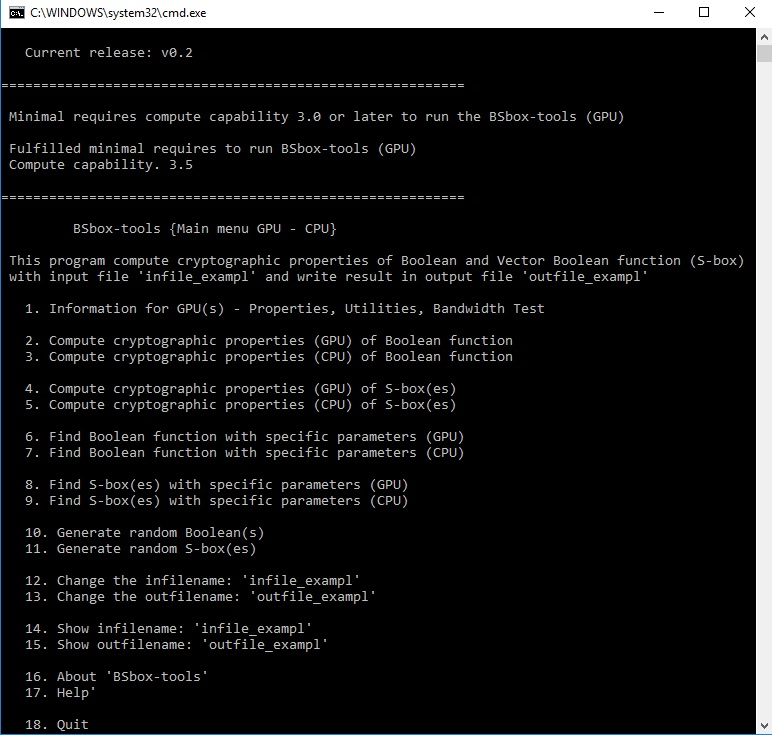 C:\WINDOWS\system32\cmd.exe
Current release: v0.2
==========================================================
Minimal requires compute capability 3.0 or later to run the BSbox-tools (GPU)
Fulfilled minimal requires to run BSbox-tools (GPU)
Compute capability. 3.5
==========================================================
BSbox-tools {Main menu GPU - CPU}
This program compute cryptographic properties of Boolean and Vector Boolean function (S-box)
with input file 'infile_exampl' and write result in output file 'outfile_exampl'
1. Information for GPU(s) - Properties, Utilities, Bandwidth Test
2. Compute cryptographic properties (GPU) of Boolean function
3. Compute cryptographic properties (CPU) of Boolean function
4. Compute cryptographic properties (GPU) of S-box(es)
5. Compute cryptographic properties (CPU) of S-box(es)
6. Find Boolean function with specific parameters (GPU)
7. Find Boolean function with specific parameters (CPU)
8. Find S-box(es) with specific parameters (GPU)
9. Find S-box(es) with specific parameters (CPU)
10. Generate random Boolean(s)
11. Generate random S-box(es)
12. Change the infilename: 'infile_exampl'
13. Change the outfilename: 'outfile_exampl'
14. Show infilename: 'infile_exampl'
15. Show outfilename: 'outfile_exampl'
16. About 'BSbox-tools'
17. Help'
18. Quit